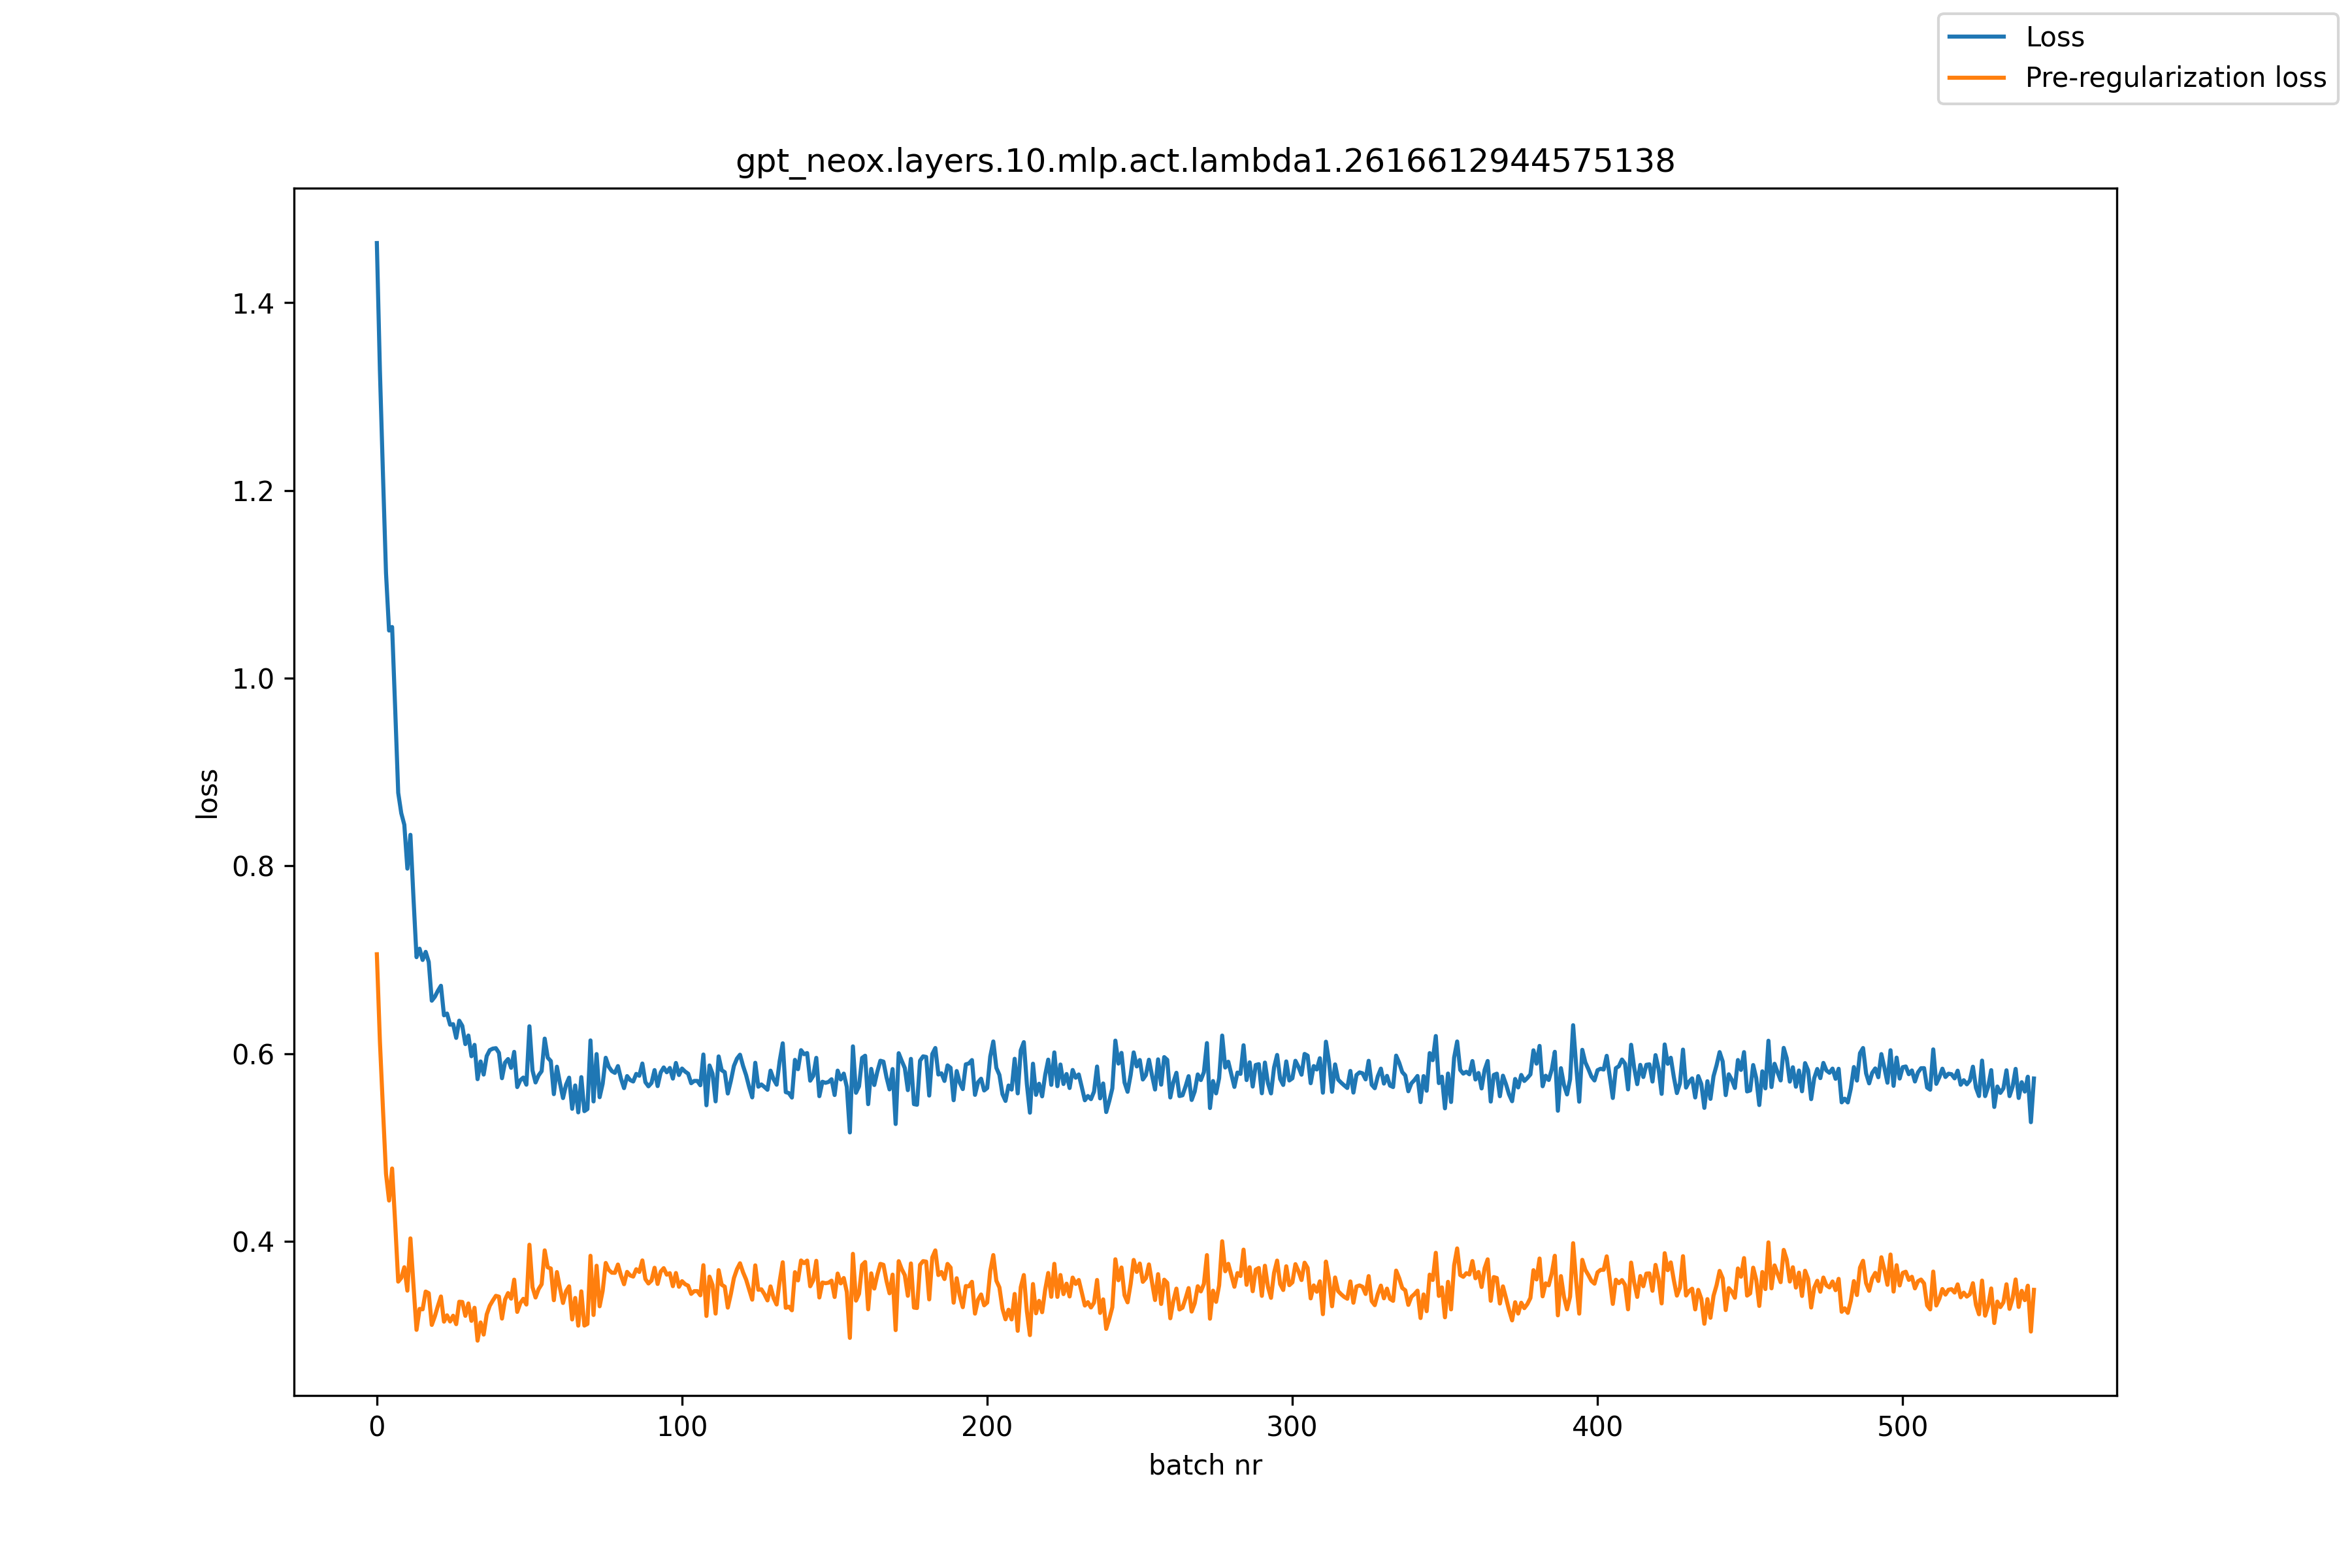 Loss
Pre-regularization loss
gpt_neox.layers.10.mlp.act.lambda1.2616612944575138
1.4
1.2
1.0
0.8
0.6
0.4
loss
0 100 200 300 400 500
batch nr